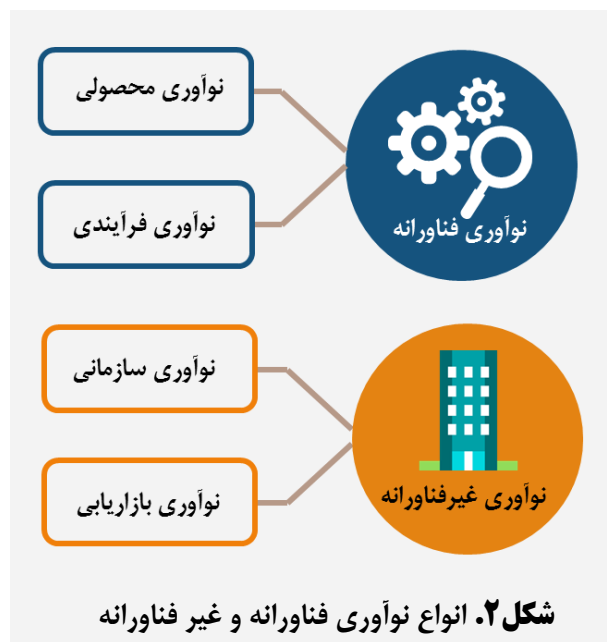 نوآوری فناورانه
نوآوری محصولی
نوآوری فرآیندی
نوآوری غیرفناورانه
نوآوری سازمانی
نوآوری بازاریابی
شکل۲. انواع نوآوری فناورانه و غیر فناورانه